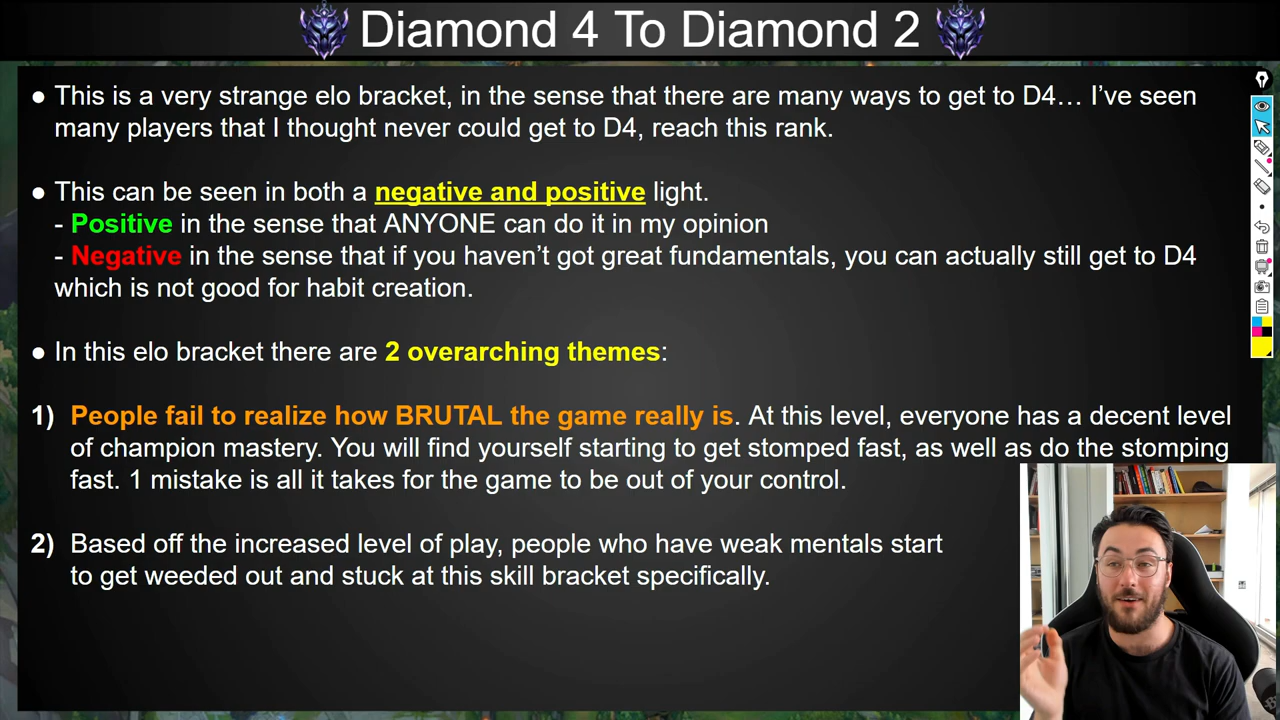 Diamond 4 To Diamond 2
● This is a very strange elo bracket, in the sense that there are many ways to get to D4… I’ve seen
many players that I thought never could get to D4, reach this rank.
● This can be seen in both a negative and positive light.
- Positive in the sense that ANYONE can do it in my opinion
- Negative in the sense that if you haven’t got great fundamentals, you can actually still get to D4
which is not good for habit creation.
● In this elo bracket there are 2 overarching themes:
1) People fail to realize how BRUTAL the game really is. At this level, everyone has a decent level
of champion mastery. You will find yourself starting to get stomped fast, as well as do the stomping
fast. 1 mistake is all it takes for the game to be out of your control.
2) Based off the increased level of play, people who have weak mentals start
to get weeded out and stuck at this skill bracket specifically.